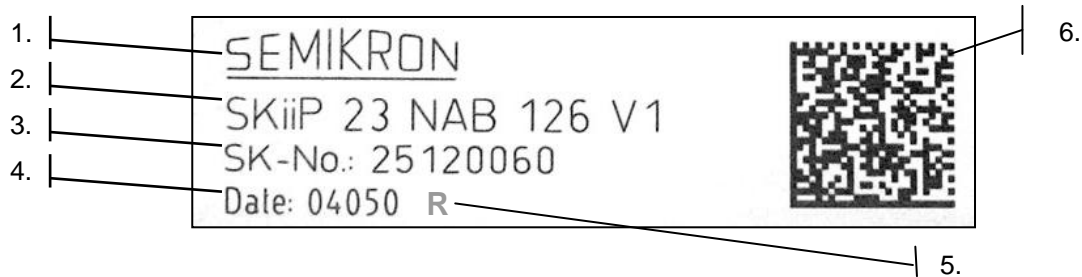 1.
SEMIKRON
6.
2.
SKiiP 23 NAB 126 V1
3.
SK-No.: 25120060
4.
Date: 04050 R
5.